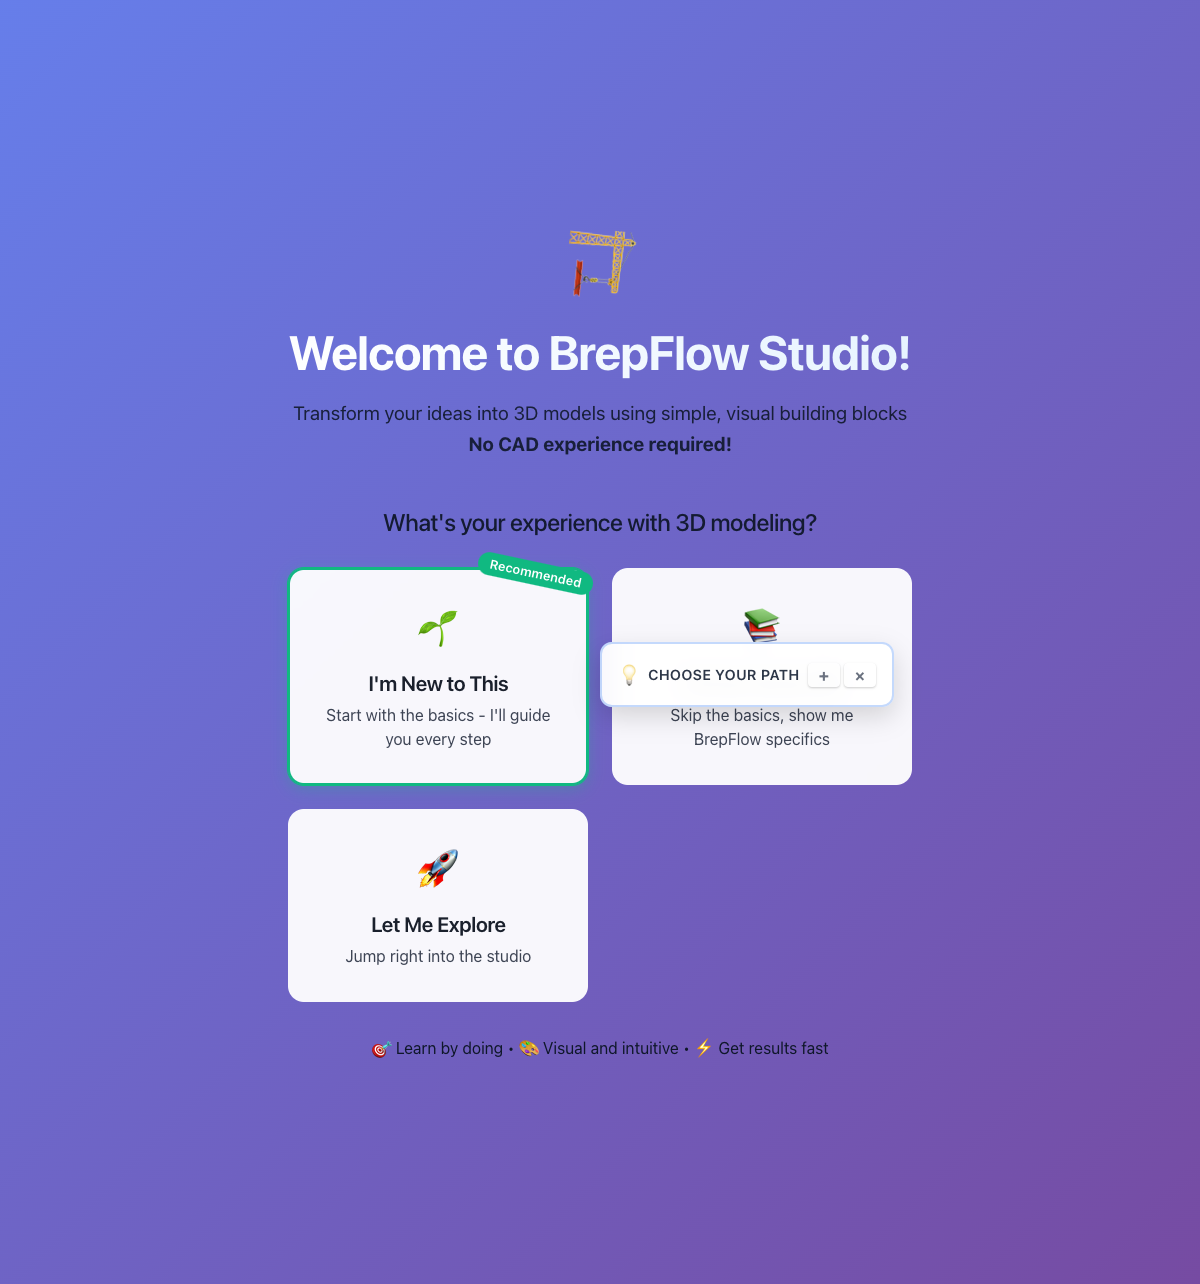 Welcome to BrepFlow Studio!
Transform your ideas into 3D models using simple, visual building blocks
No CAD experience required!
What's your experience with 3D modeling?
Recommended
I'm New to This
Start with the basics - I'll guide
you every step
CHOOSE YOUR PATH + ×
Skip the basics, show me
BrepFlow specifics
Let Me Explore
Jump right into the studio
Learn by doing • Visual and intuitive • Get results fast